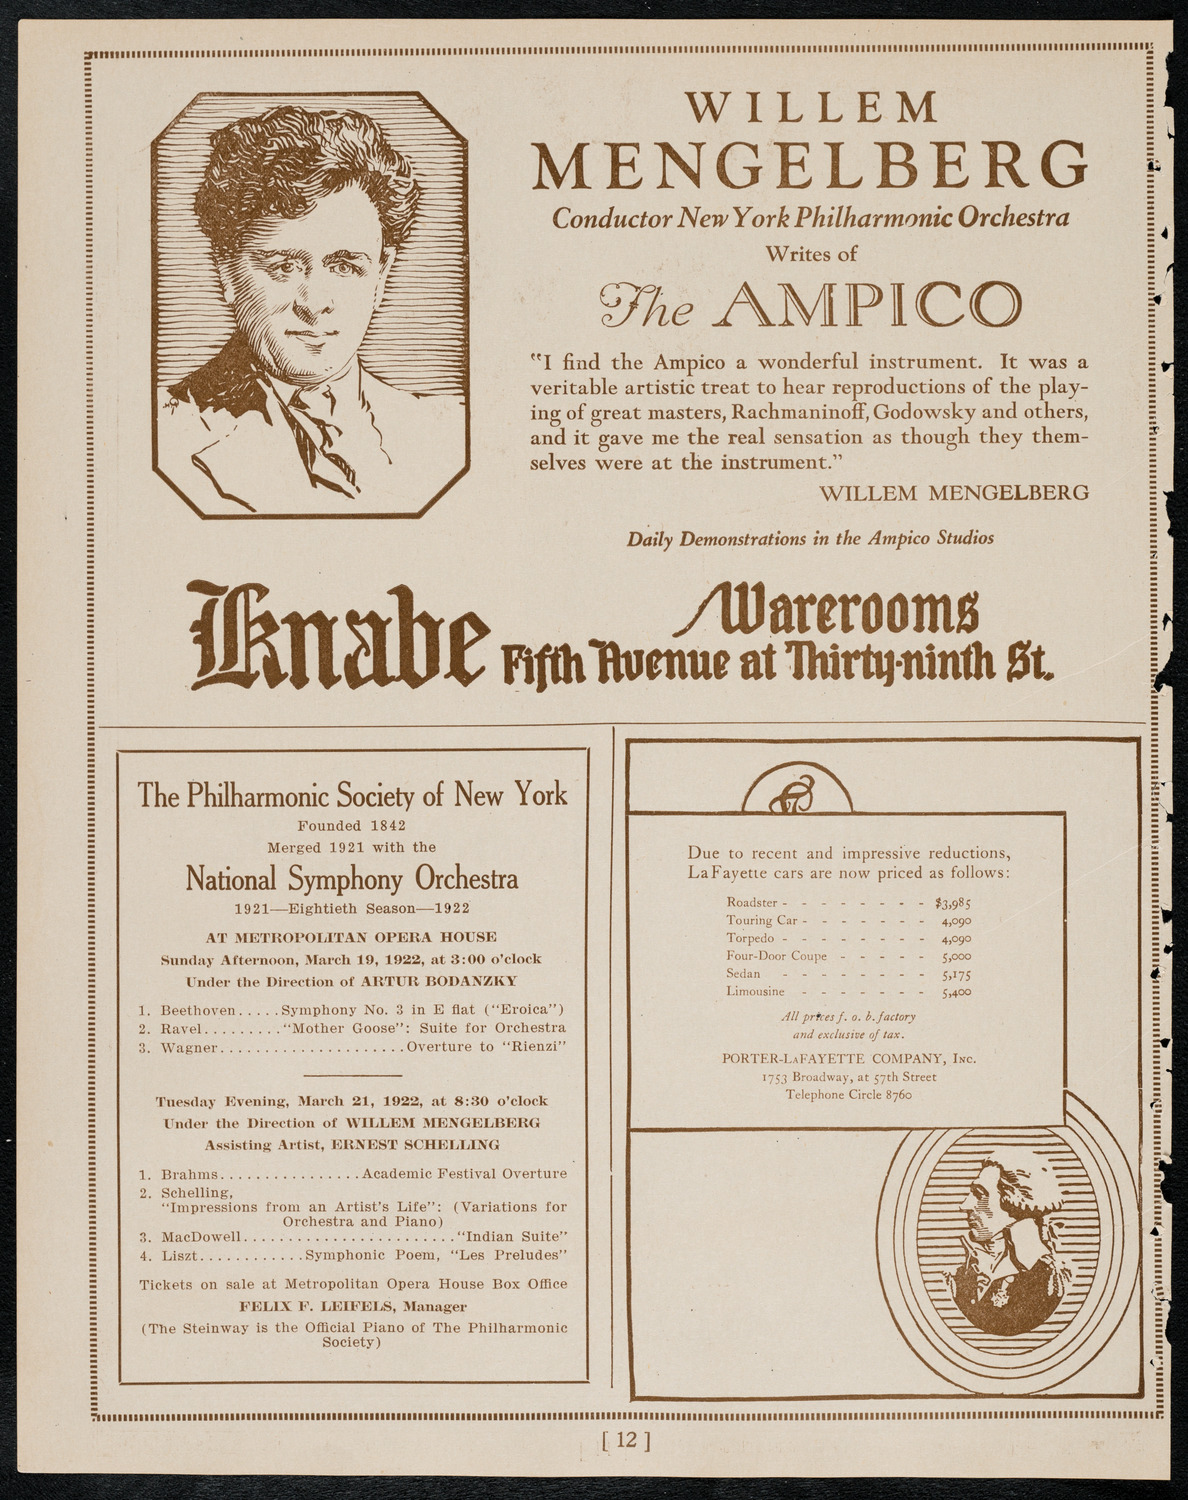 WILLEM
MENGELBERG
Conductor New York Philharmonic Orchestra
Writes of
The AMPICO
"I find the Ampico a wonderful instrument. It was a
veritable artistic treat to hear reproductions of the play-
ing of great masters, Rachmaninoff, Godowsky and others,
and it gave me the real sensation as though they them-
selves were at the instrument."
WILLEM MENGELBERG
Daily Demonstrations in the Ampico Studios
Knabe Warerooms
Fifth Avenue at Thirty-ninth St.
The Philharmonic Society of New York
Founded 1842
Merged 1921 with the
National Symphony Orchestra
1921—Eightieth Season—1922
AT METROPOLITAN OPERA HOUSE
Sunday Afternoon, March 19, 1922, at 3:00 o'clock
Under the Direction of ARTUR BODANZKY
1. Beethoven.....Symphony No. 3 in E flat ("Eroica")
2. Ravel.........."Mother Goose": Suite for Orchestra
3. Wagner.....................Overture to "Rienzi"
Tuesday Evening, March 21, 1922, at 8:30 o'clock
Under the Direction of WILLEM MENGELBERG
Assisting Artist, ERNEST SCHELLING
1. Brahms................Academic Festival Overture
2. Schelling,
"Impressions from an Artist's Life": (Variations for
Orchestra and Piano)
3. MacDowell........................"Indian Suite"
4. Liszt............Symphonic Poem, "Les Preludes"
Tickets on sale at Metropolitan Opera House Box Office
FELIX F. LEIFELS, Manager
(The Steinway is the Official Piano of The Philharmonic
Society)
Due to recent and impressive reductions,
LaFayette cars are now priced as follows:
Roadster - - - - - - - - $3,985
Touring Car - - - - - - - 4,090
Torpedo - - - - - - - - 4,090
Four-Door Coupe - - - - - 5,000
Sedan - - - - - - - - 5,175
Limousine - - - - - - - 5,400
All prices f. o. b. factory
and exclusive of tax.
PORTER-LAFAYETTE COMPANY, Inc.
1753 Broadway, at 57th Street
Telephone Circle 8760
[ 12 ]